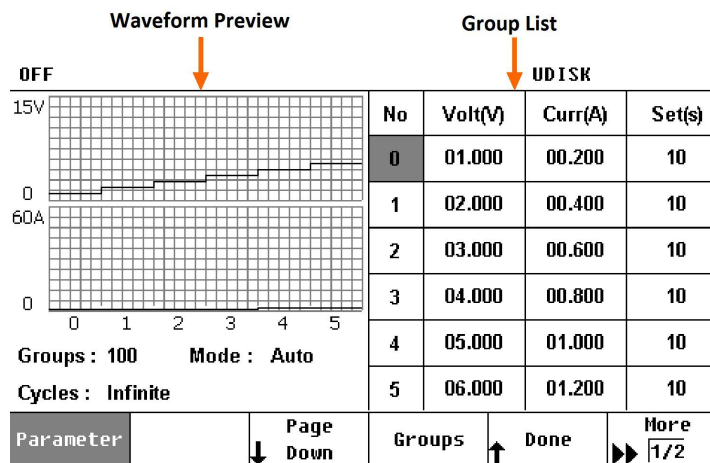 Waveform Preview
Group List
OFF
UDISK
15V
0
60A
0
0 1 2 3 4 5
Groups : 100 Mode : Auto
Cycles : Infinite
No Volt(V) Curr(A) Set(s)
0 01.000 00.200 10
1 02.000 00.400 10
2 03.000 00.600 10
3 04.000 00.800 10
4 05.000 01.000 10
5 06.000 01.200 10
Parameter
Page
Down
Groups
Done
More
1/2